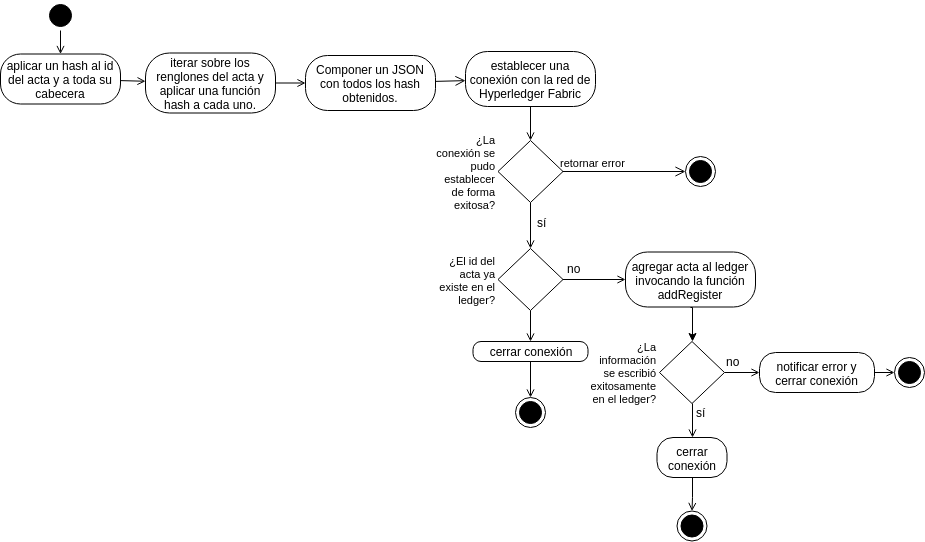 aplicar un hash al id
del acta y a toda su
cabecera
iterar sobre los
renglones del acta y
aplicar una función
hash a cada uno.
Componer un JSON
con todos los hash
obtenidos.
establecer una
conexión con la red de
Hyperledger Fabric
¿La
conexión se
pudo
establecer
de forma
exitosa?
retornar error
sí
¿El id del
acta ya
existe en el
ledger?
no
agregar acta al ledger
invocando la función
addRegister
cerrar conexión
¿La
información
se escribió
exitosamente
en el ledger?
no
notificar error y
cerrar conexión
sí
cerrar
conexión